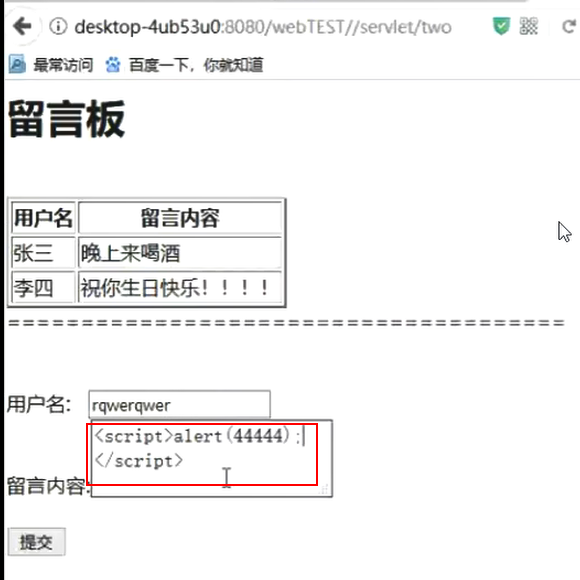 desktop-4ub53u0:8080/webTEST//servlet/two
最常访问 百度一下，你就知道
留言板
用户名 留言内容
张三 晚上来喝酒
李四 祝你生日快乐！！！！
======================================
用户名: rqwerqwer
<script>alert(44444);
</script>
留言内容:
提交